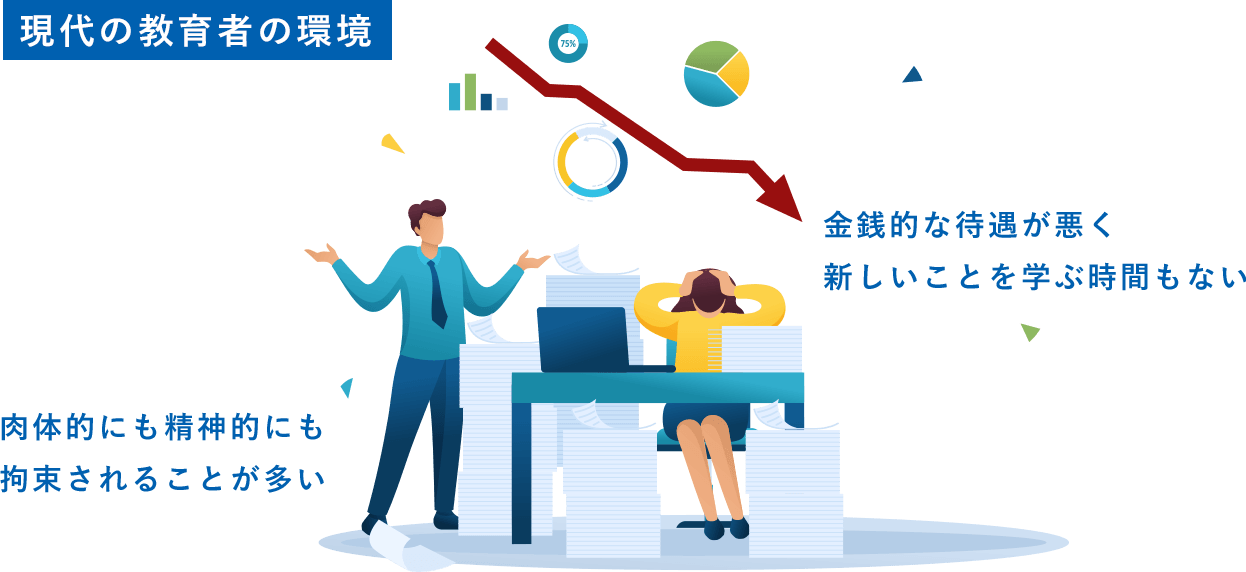 現代の教育者の環境
75%
金銭的な待遇が悪く
新しいことを学ぶ時間もない
肉体的にも精神的にも
拘束されることが多い